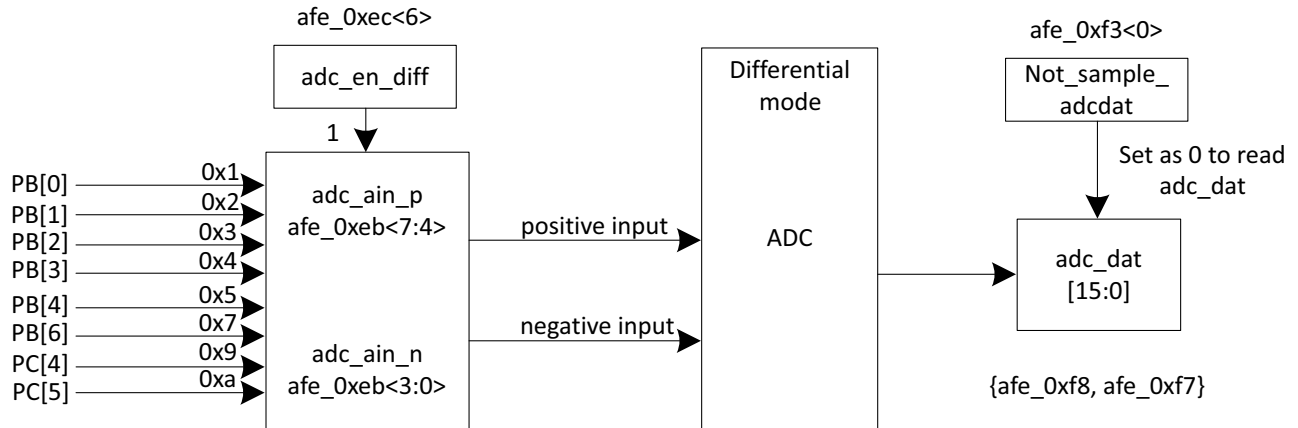 afe_0xec<6>
adc_en_diff
1
afe_0xf3<0>
Not_sample_
adcdat
Set as 0 to read
adc_dat
PB[0] 0x1
PB[1] 0x2
PB[2] 0x3
PB[3] 0x4
PB[4] 0x5
PB[6] 0x7
PC[4] 0x9
PC[5] 0xa
adc_ain_p
afe_0xeb<7:4>
adc_ain_n
afe_0xeb<3:0>
positive input
negative input
Differential
mode
ADC
adc_dat
[15:0]
{afe_0xf8, afe_0xf7}